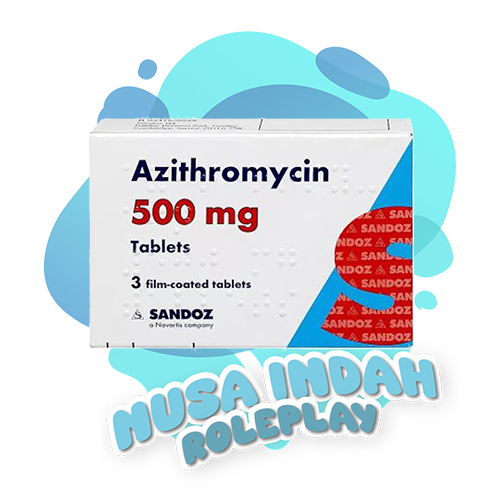 Azithromycin
500 mg
Tablets
3 film-coated tablets
SANDOZ
a Novartis company
SANDOZ
NUSA INDAH
ROLEPLAY